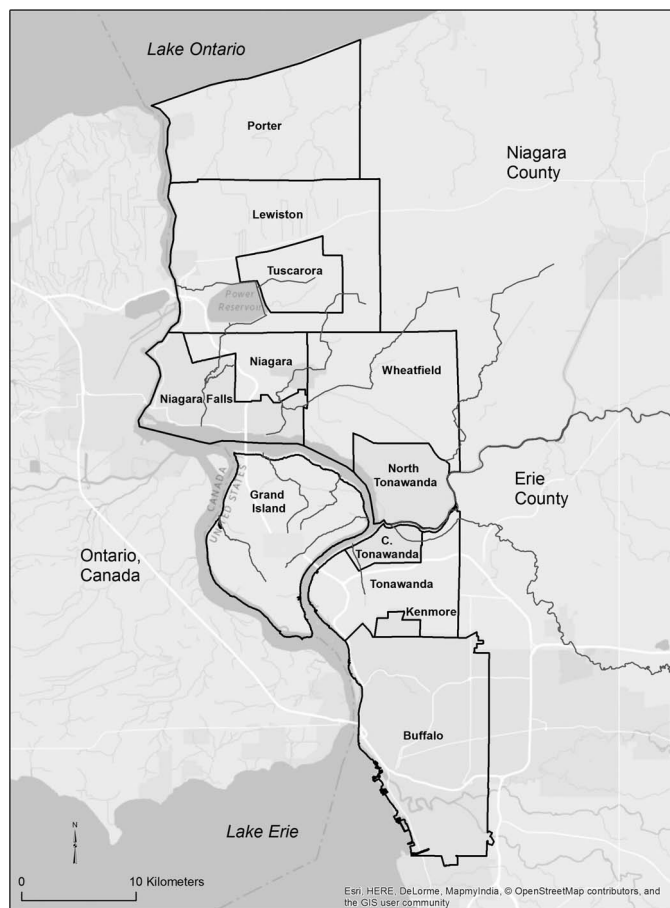 Lake Ontario
Porter
Niagara
County
Lewiston
Tuscarora
Power
Reservoir
Niagara
Wheatfield
Niagara Falls
North
Tonawanda
CANADA
UNITED STATES
Grand
Island
Erie
County
C.
Tonawanda
Ontario,
Canada
Tonawanda
Kenmore
Buffalo
Lake Erie
N
0 10 Kilometers
Esri, HERE, DeLorme, MapmyIndia, © OpenStreetMap contributors, and
the GIS user community